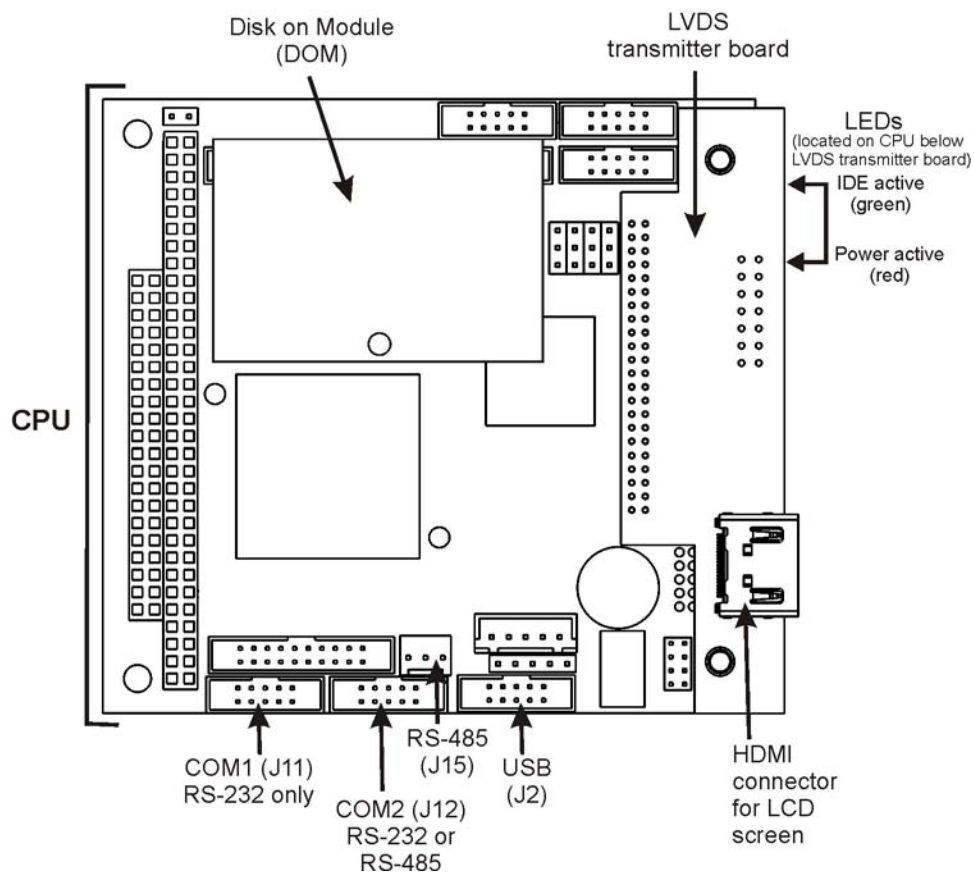 Disk on Module
(DOM)
LVDS
transmitter board
LEDs
(located on CPU below
LVDS transmitter board)
IDE active
(green)
Power active
(red)
CPU
COM1 (J11)
RS-232 only
COM2 (J12)
RS-232 or
RS-485
RS-485
(J15)
USB
(J2)
HDMI
connector
for LCD
screen